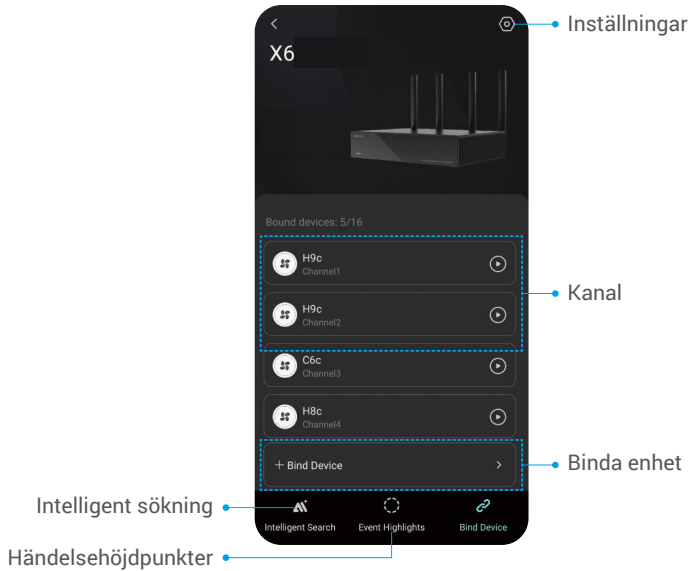 Inställningar
X6
Bound devices: 5/16
H9c
Channel1
H9c
Channel2
Kanal
C6c
Channel3
H8c
Channel4
+ Bind Device
Binda enhet
Intelligent Search
Event Highlights
Bind Device
Intelligent sökning
Händelsehöjdpunkter